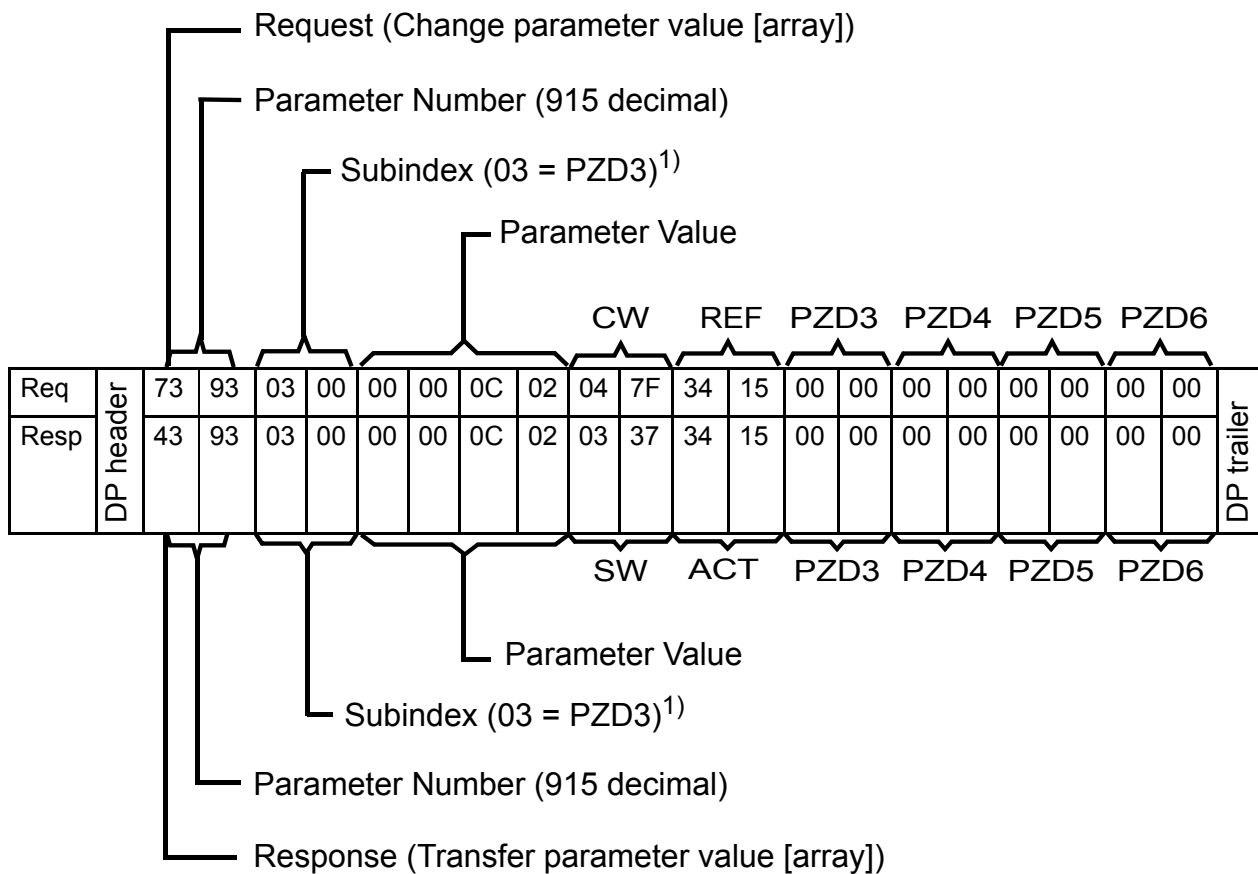 Request (Change parameter value [array])
Parameter Number (915 decimal)
Subindex (03 = PZD3)1)
Parameter Value
CW REF PZD3 PZD4 PZD5 PZD6
Req DP header 73 93 03 00 00 00 0C 02 04 7F 34 15 00 00 00 00 00 00 00 00 DP trailer
Resp 43 93 03 00 00 00 0C 02 03 37 34 15 00 00 00 00 00 00 00 00
SW ACT PZD3 PZD4 PZD5 PZD6
Parameter Value
Subindex (03 = PZD3)1)
Parameter Number (915 decimal)
Response (Transfer parameter value [array])